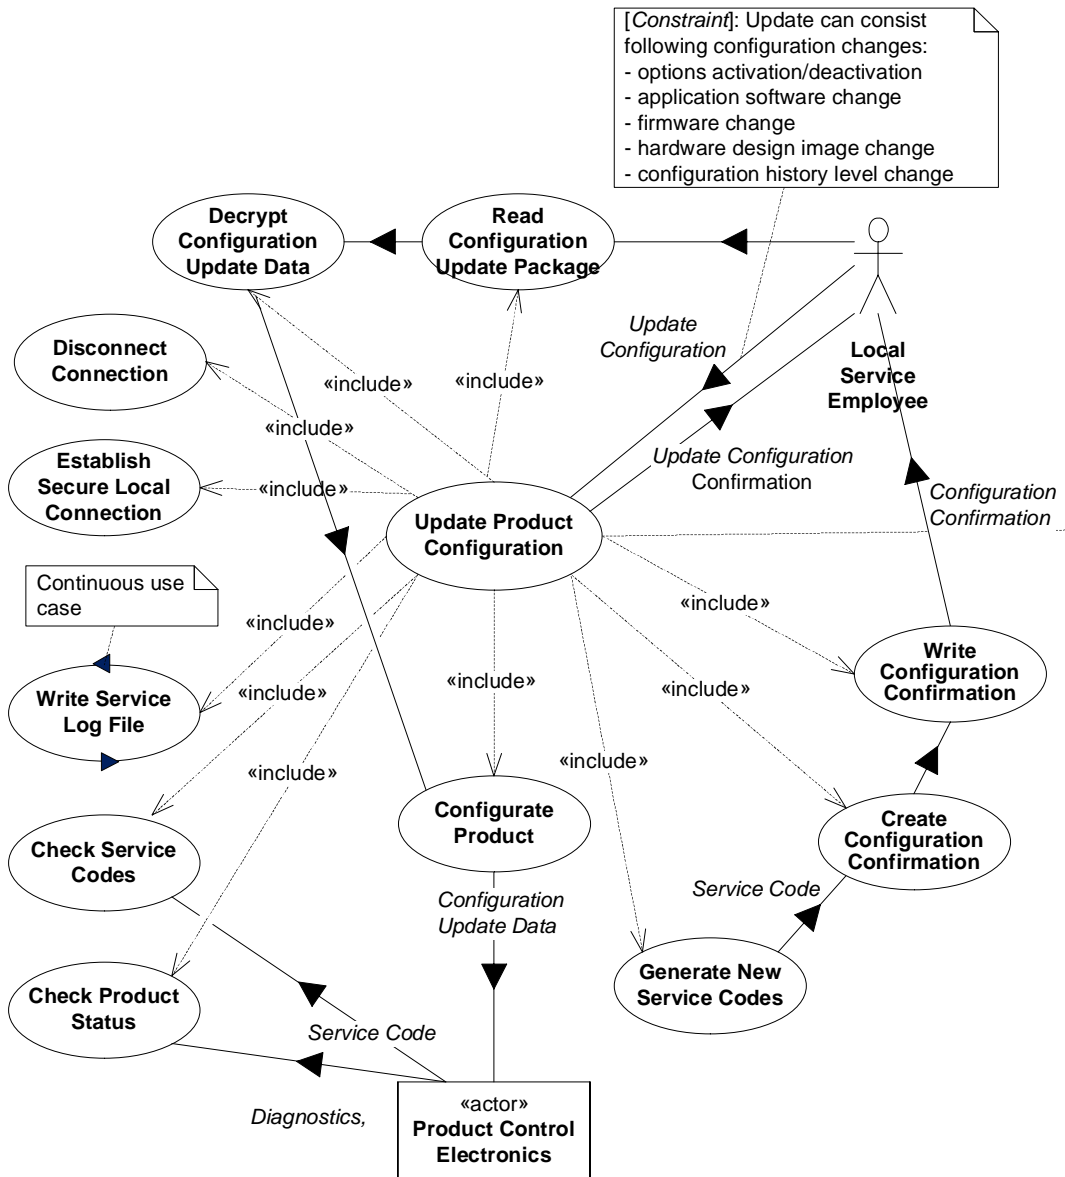 [Constraint]: Update can consist
following configuration changes:
- options activation/deactivation
- application software change
- firmware change
- hardware design image change
- configuration history level change
Decrypt
Configuration
Update Data
Read
Configuration
Update Package
Update
Configuration
Local
Service
Employee
Disconnect
Connection
«include»
«include»
«include»
Establish
Secure Local
Connection
«include»
Update Configuration
Confirmation
Configuration
Confirmation
Update Product
Configuration
Continuous use
case
«include»
«include»
Write
Configuration
Confirmation
Write Service
Log File
«include»
«include»
«include»
«include»
«include»
Configurate
Product
Create
Configuration
Confirmation
Check Service
Codes
Configuration
Update Data
Service Code
Generate New
Service Codes
Check Product
Status
Service Code
Diagnostics,
«actor»
Product Control
Electronics